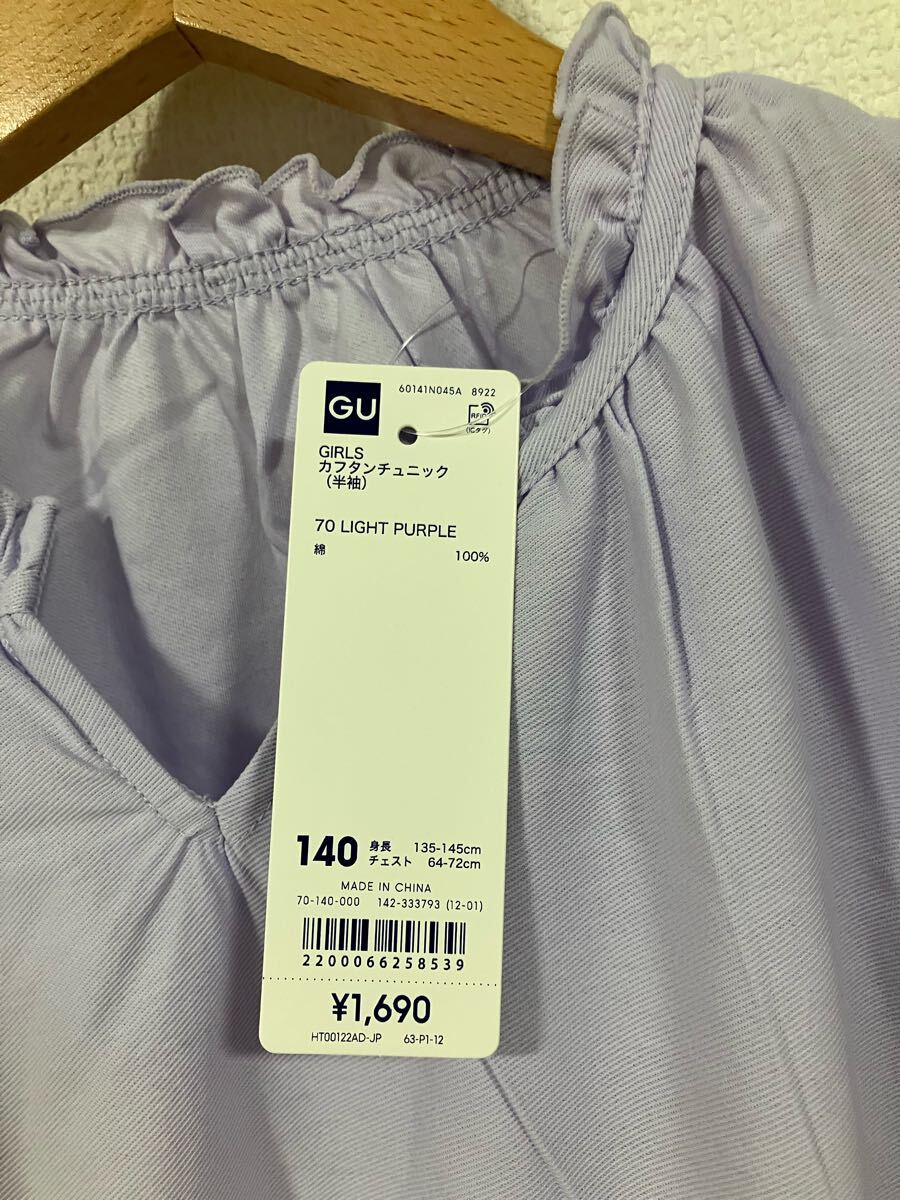 60141N045A 8922
GU
RFID
(ICタグ)
GIRLS
カフタンチュニック
（半袖）
70 LIGHT PURPLE
綿 100%
140 身長 135-145cm
チェスト 64-72cm
MADE IN CHINA
70-140-000 142-333793 (12-01)
2200066258539
¥1,690
HT00122AD-JP 63-P1-12